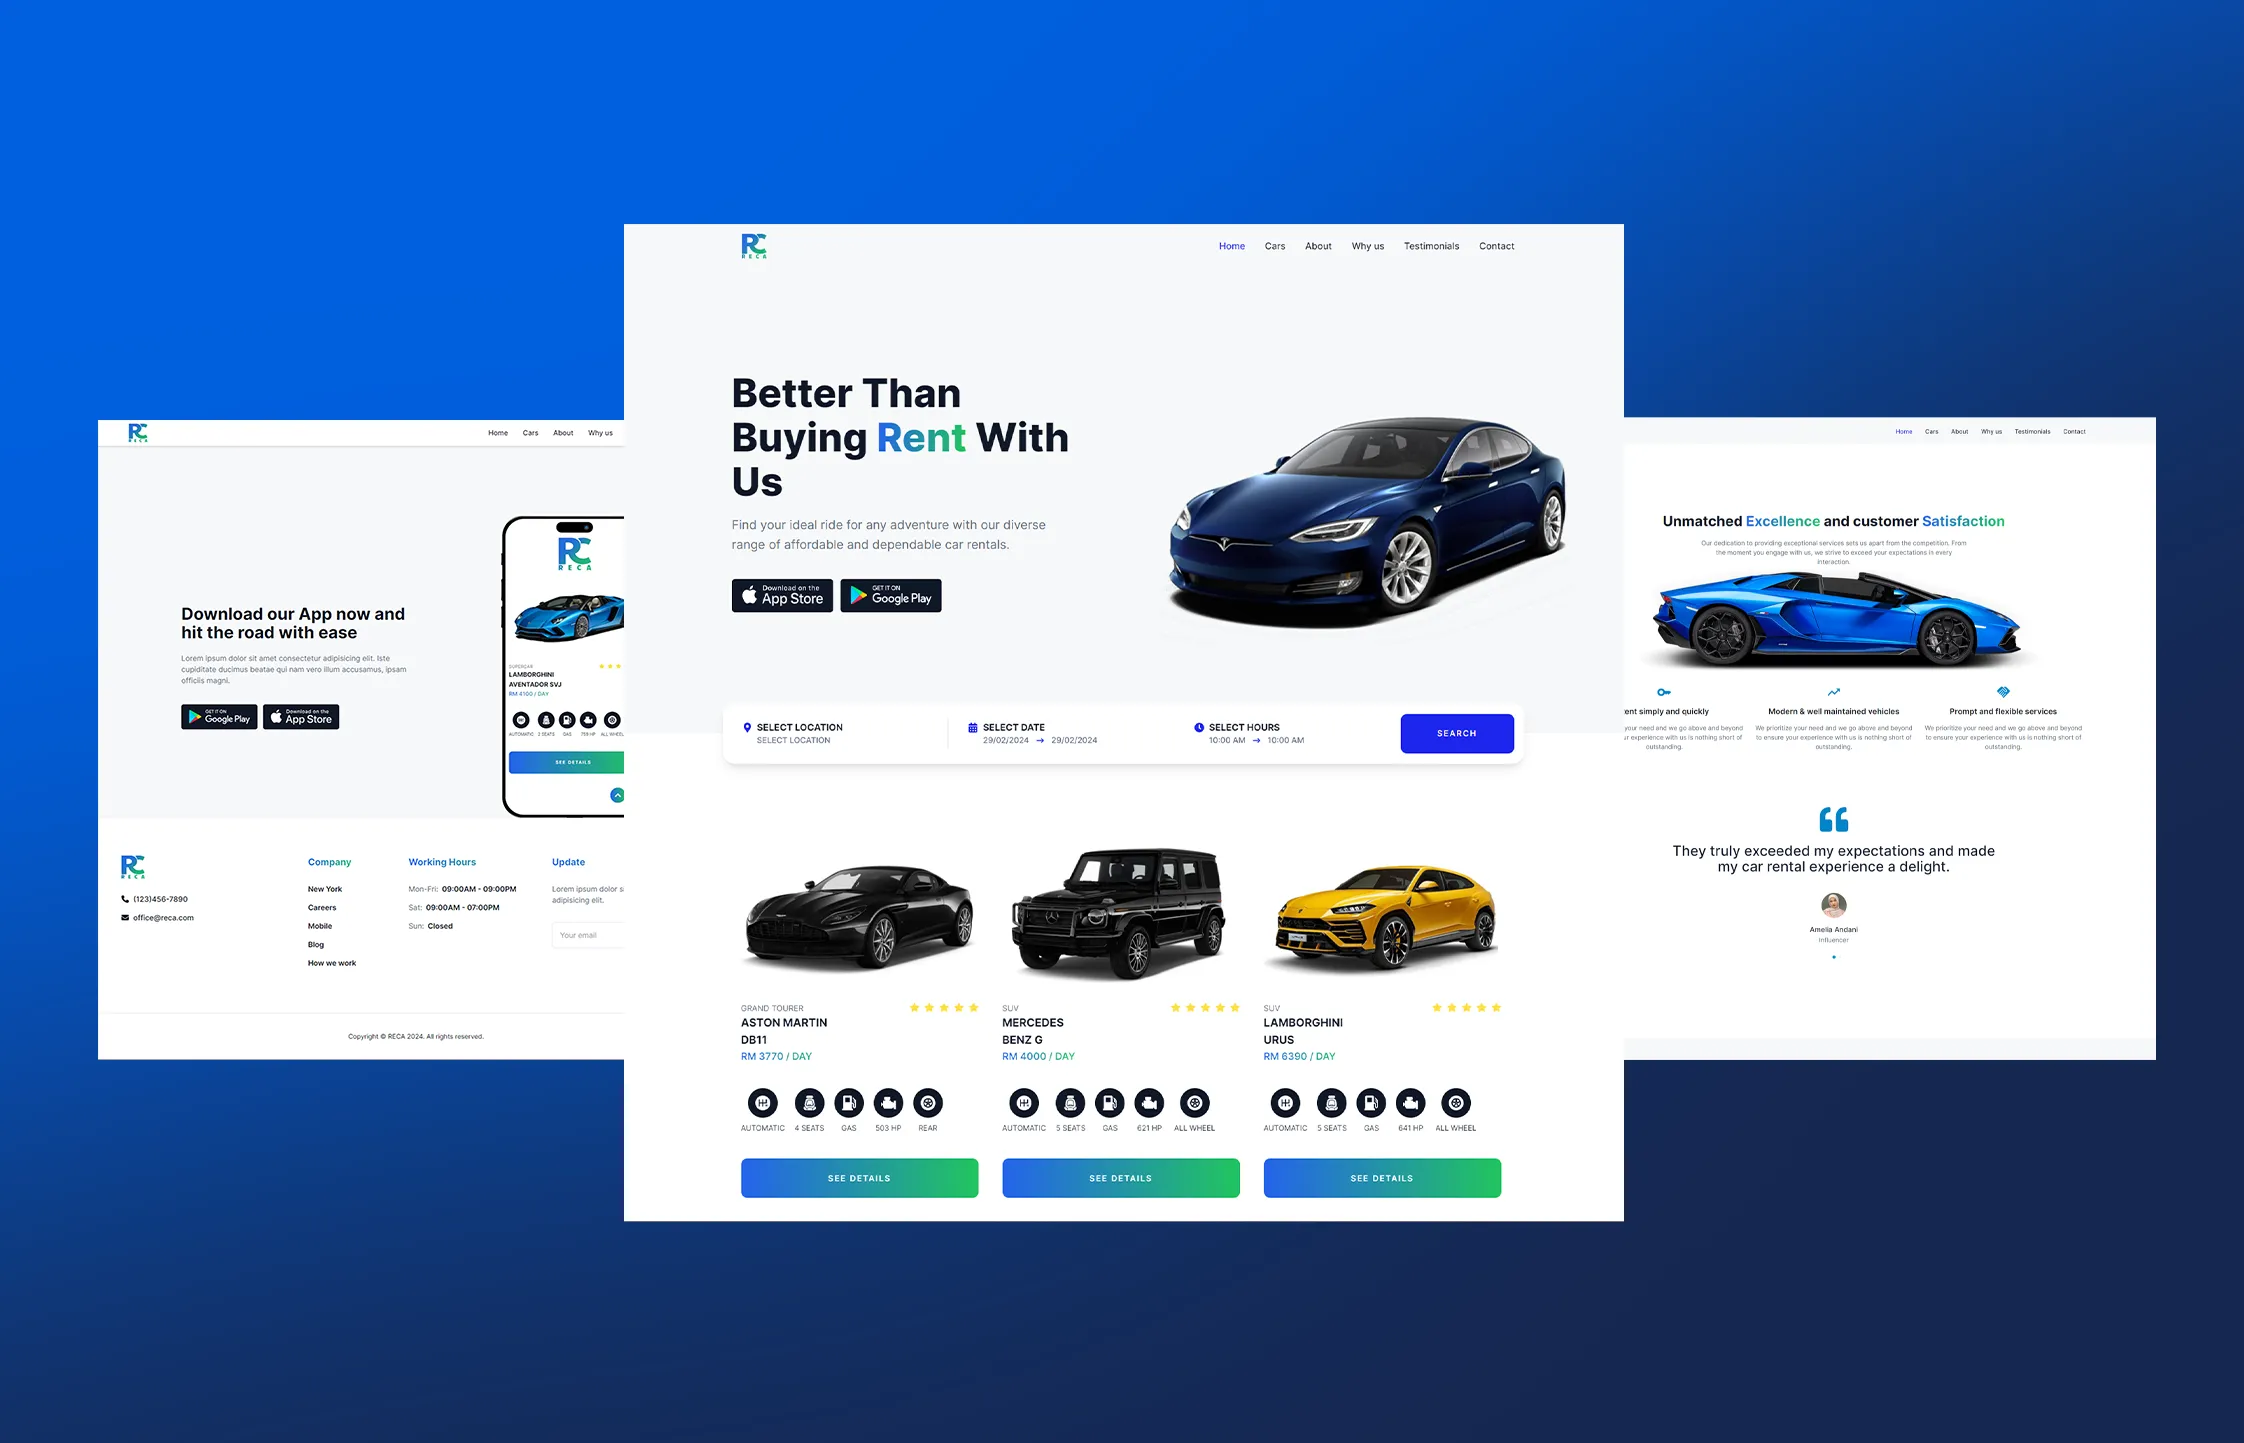 RC
RECA
Home Cars About Why us
Download our App now and
hit the road with ease
Lorem ipsum dolor sit amet consectetur adipisicing elit. Iste
cupiditate ducimus beatae qui nam vero illum accusamus, ipsam
officiis magni.
GET IT ON
Google Play
Download on the
App Store
RC
RECA
SUPERCAR
LAMBORGHINI
AVENTADOR SVJ
RM 4100 / DAY
AUTOMATIC 2 SEATS GAS 759 HP ALL WHEEL
SEE DETAILS
RC
RECA
(123)456-7890
office@reca.com
Company
New York
Careers
Mobile
Blog
How we work
Working Hours
Mon-Fri: 09:00AM - 09:00PM
Sat: 09:00AM - 07:00PM
Sun: Closed
Update
Lorem ipsum dolor s
adipisicing elit.
Your email
Copyright © RECA 2024. All rights reserved.
RC
RECA
Home Cars About Why us Testimonials Contact
Better Than
Buying Rent With
Us
Find your ideal ride for any adventure with our diverse
range of affordable and dependable car rentals.
Download on the
App Store
GET IT ON
Google Play
SELECT LOCATION
SELECT LOCATION
SELECT DATE
29/02/2024 → 29/02/2024
SELECT HOURS
10:00 AM → 10:00 AM
SEARCH
GRAND TOURER
ASTON MARTIN
DB11
RM 3770 / DAY
AUTOMATIC 4 SEATS GAS 503 HP REAR
SEE DETAILS
SUV
MERCEDES
BENZ G
RM 4000 / DAY
AUTOMATIC 5 SEATS GAS 621 HP ALL WHEEL
SEE DETAILS
SUV
LAMBORGHINI
URUS
RM 6390 / DAY
AUTOMATIC 5 SEATS GAS 641 HP ALL WHEEL
SEE DETAILS
Home Cars About Why us Testimonials Contact
Unmatched Excellence and customer Satisfaction
Our dedication to providing exceptional services sets us apart from the competition. From
the moment you engage with us, we strive to exceed your expectations in every
interaction.
ent simply and quickly
your need and we go above and beyond
ur experience with us is nothing short of
outstanding.
Modern & well maintained vehicles
We prioritize your need and we go above and beyond
to ensure your experience with us is nothing short of
outstanding.
Prompt and flexible services
We prioritize your need and we go above and beyond
to ensure your experience with us is nothing short of
outstanding.
They truly exceeded my expectations and made
my car rental experience a delight.
Amelia Andani
Influencer